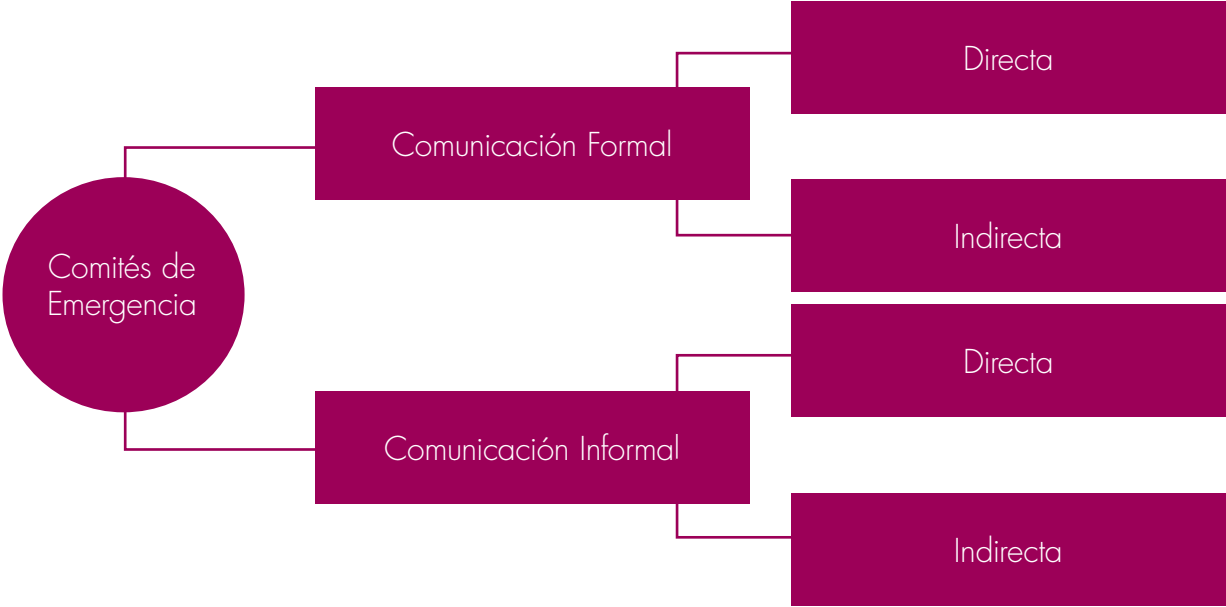 Comités de
Emergencia
Comunicación Formal
Directa
Indirecta
Comunicación Informal
Directa
Indirecta